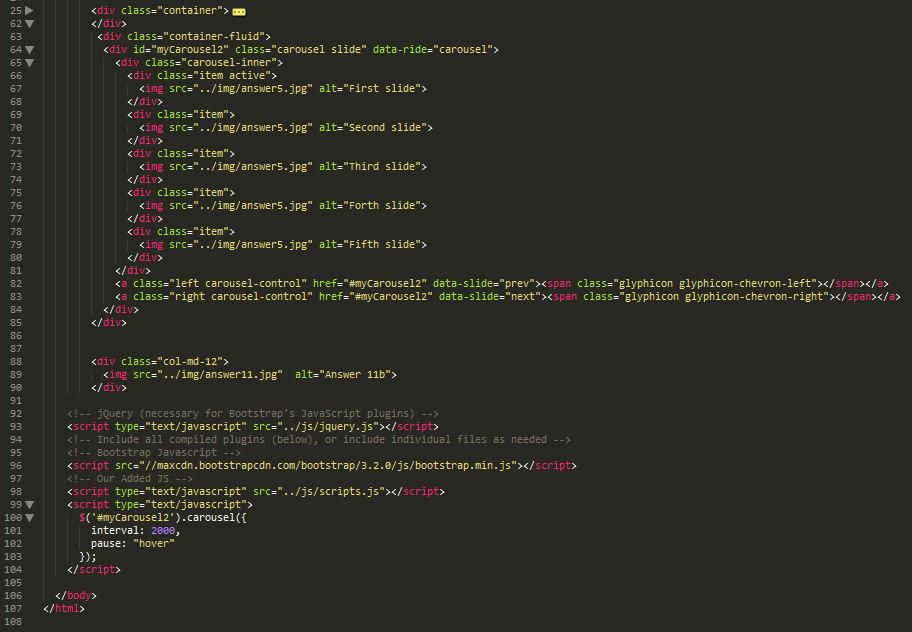 25 <div class="container">
62 </div>
63 <div class="container-fluid">
64 <div id="myCarousel2" class="carousel slide" data-ride="carousel">
65 <div class="carousel-inner">
66 <div class="item active">
67 <img src="../img/answer5.jpg" alt="First slide">
68 </div>
69 <div class="item">
70 <img src="../img/answer5.jpg" alt="Second slide">
71 </div>
72 <div class="item">
73 <img src="../img/answer5.jpg" alt="Third slide">
74 </div>
75 <div class="item">
76 <img src="../img/answer5.jpg" alt="Forth slide">
77 </div>
78 <div class="item">
79 <img src="../img/answer5.jpg" alt="Fifth slide">
80 </div>
81 </div>
82 <a class="left carousel-control" href="#myCarousel2" data-slide="prev"><span class="glyphicon glyphicon-chevron-left"></span></a>
83 <a class="right carousel-control" href="#myCarousel2" data-slide="next"><span class="glyphicon glyphicon-chevron-right"></span></a>
84 </div>
85 </div>
86
87
88 <div class="col-md-12">
89 <img src="../img/answer11.jpg"  alt="Answer 11b">
90 </div>
91
92 <!-- jQuery (necessary for Bootstrap's JavaScript plugins) -->
93 <script type="text/javascript" src="../js/jquery.js"></script>
94 <!-- Include all compiled plugins (below), or include individual files as needed -->
95 <!-- Bootstrap Javascript -->
96 <script src="//maxcdn.bootstrapcdn.com/bootstrap/3.2.0/js/bootstrap.min.js"></script>
97 <!-- Our Added JS -->
98 <script type="text/javascript" src="../js/scripts.js"></script>
99 <script type="text/javascript">
100 $('#myCarousel2').carousel({
101 interval: 2000,
102 pause: "hover"
103 });
104 </script>
105
106 </body>
107 </html>
108